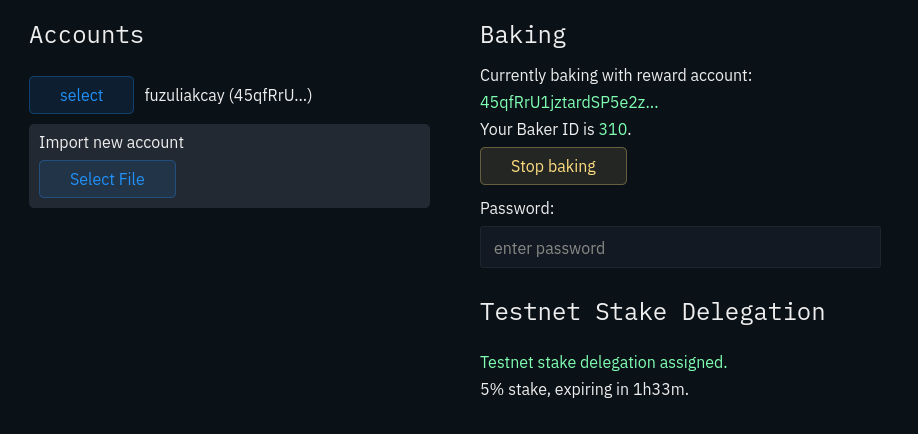 Accounts
select fuzuliakcay (45qfRrU...)
Import new account
Select File
Baking
Currently baking with reward account:
45qfRrU1jztardSP5e2z...
Your Baker ID is 310.
Stop baking
Password:
enter password
Testnet Stake Delegation
Testnet stake delegation assigned.
5% stake, expiring in 1h33m.